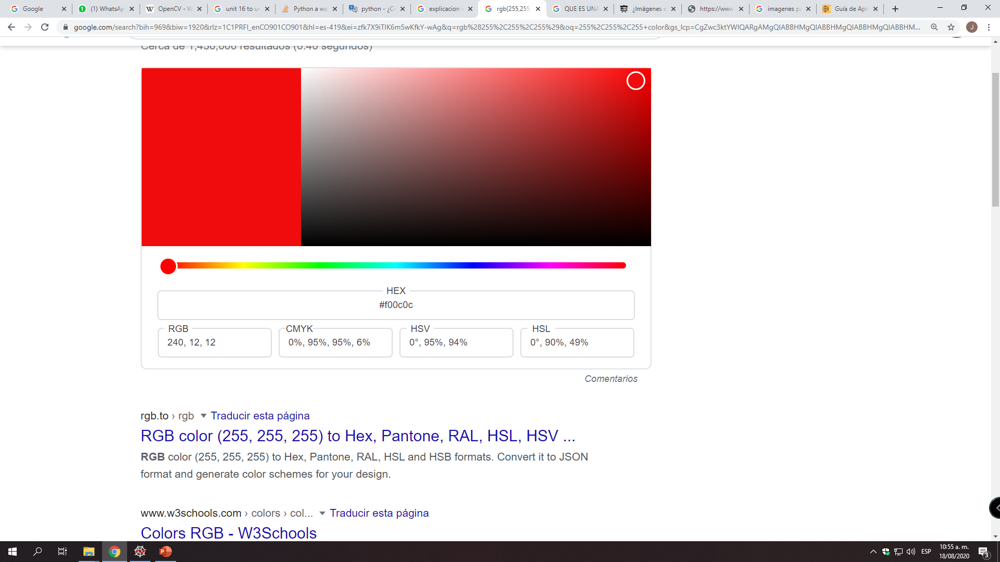 Google
(1) WhatsAp
OpenCV - W
unit 16 to ur
Python a wa
python - ¿Co
explicacion i
rgb(255,255,
QUE ES UNA
¿Imágenes e
https://www
imagenes pa
Guía de Apr
google.com/search?bih=969&biw=1920&rlz=1C1PRFI_enCO901CO901&hl=es-419&ei=zfk7X9iTIK6m5wKfkY-wAg&q=rgb%28255%2C255%2C255%29&oq=255%2C255%2C255+color&gs_lcp=CgZwc3ktYWIQARgAMgQIABBHMgQIABBHMgQIABBHMgQIABBHM...
J
Cerca de 1,430,000 resultados (0.40 segundos)
HEX
#f00c0c
RGB
240, 12, 12
CMYK
0%, 95%, 95%, 6%
HSV
0°, 95%, 94%
HSL
0°, 90%, 49%
Comentarios
rgb.to › rgb Traducir esta página
RGB color (255, 255, 255) to Hex, Pantone, RAL, HSL, HSV ...
RGB color (255, 255, 255) to Hex, Pantone, RAL, HSL and HSB formats. Convert it to JSON
format and generate color schemes for your design.
www.w3schools.com › colors › col... Traducir esta página
Colors RGB - W3Schools
ESP
10:55 a. m.
18/08/2020
3